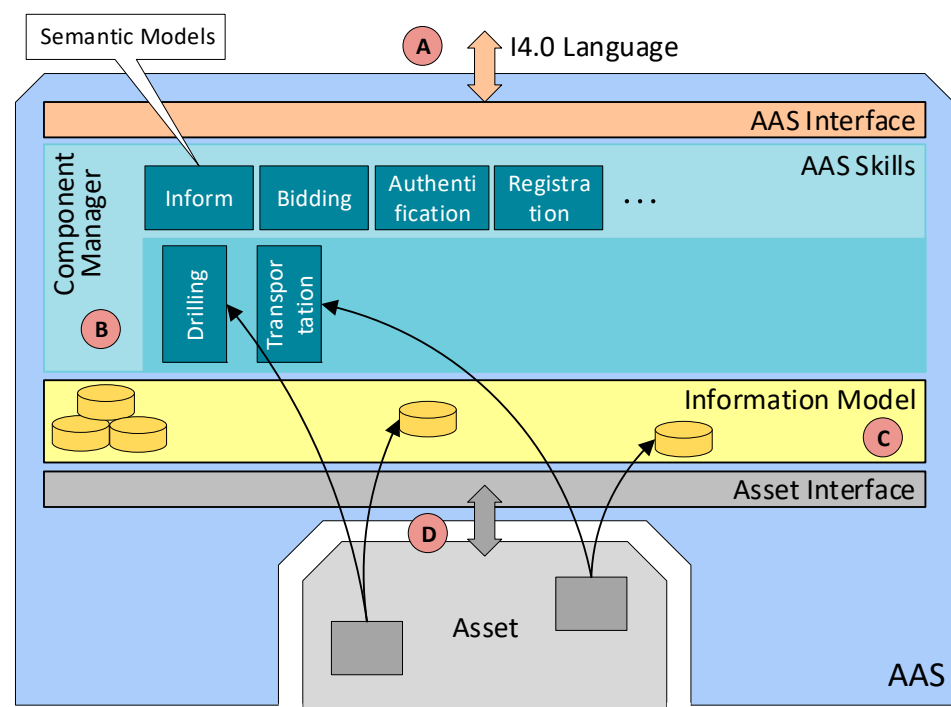 Semantic Models
A
I4.0 Language
AAS Interface
Component
Manager
AAS Skills
Inform
Bidding
Authenti
fication
Registra
tion
...
Drilling
Transpor
tation
B
Information Model
C
Asset Interface
D
Asset
AAS